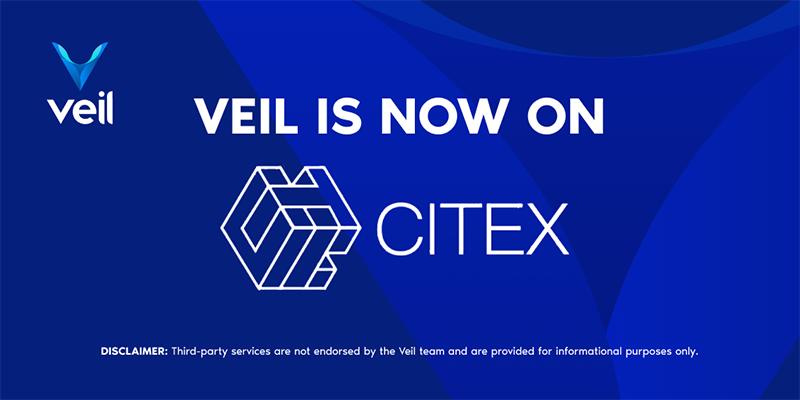 veil
VEIL IS NOW ON
CITEX
DISCLAIMER: Third-party services are not endorsed by the Veil team and are provided for informational purposes only.